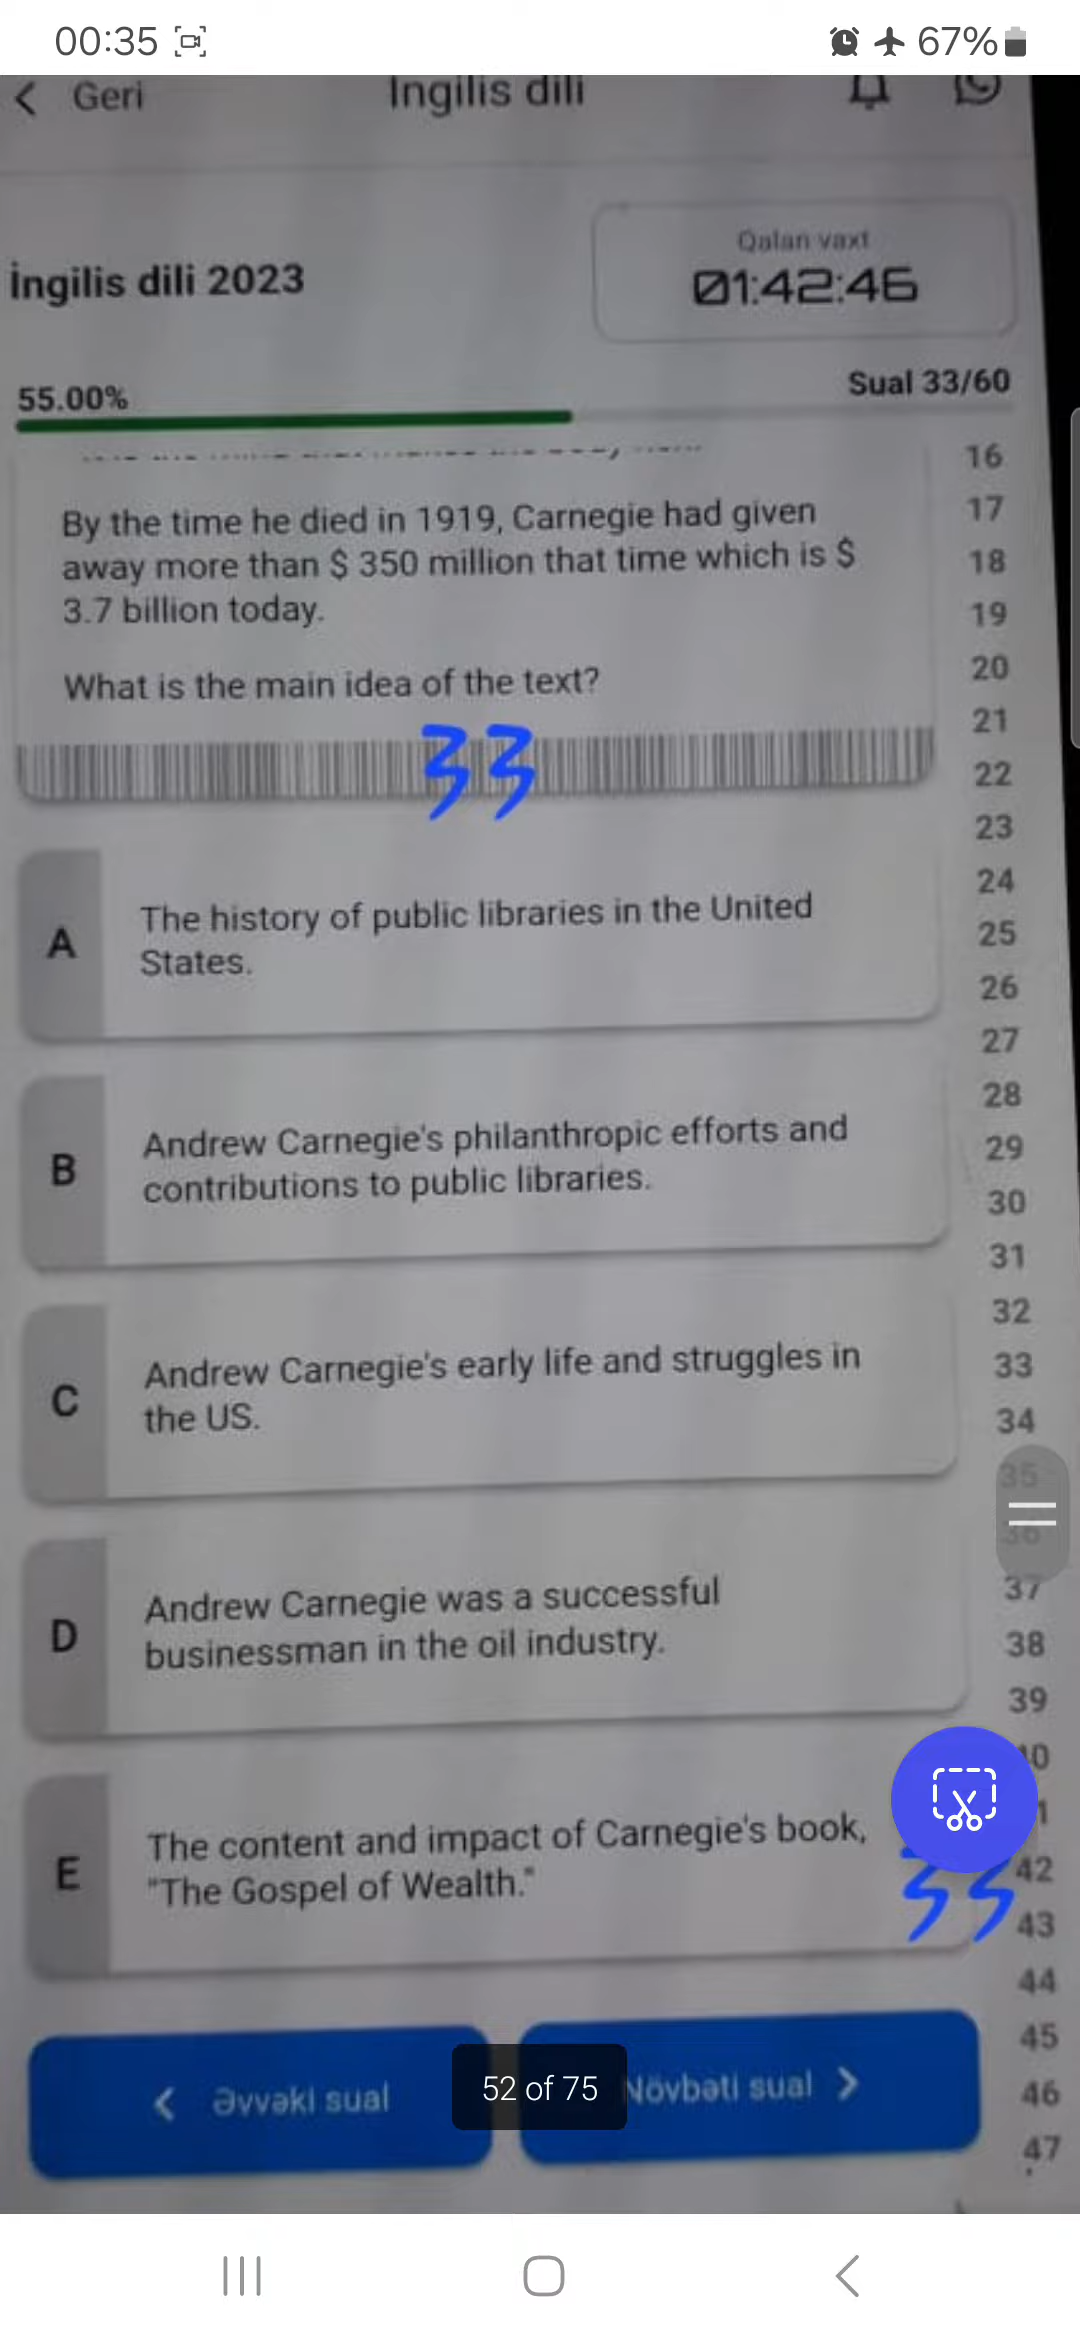 00:35
67%
Geri
Ingilis dili
İngilis dili 2023
Qalan vaxt
01:42:46
55.00%
Sual 33/60
By the time he died in 1919, Carnegie had given
away more than $ 350 million that time which is $
3.7 billion today.
What is the main idea of the text?
33
A
The history of public libraries in the United
States.
B
Andrew Carnegie's philanthropic efforts and
contributions to public libraries.
C
Andrew Carnegie's early life and struggles in
the US.
D
Andrew Carnegie was a successful
businessman in the oil industry.
E
The content and impact of Carnegie's book,
"The Gospel of Wealth."
33
Əvvəki sual
52 of 75
Növbəti sual
16
17
18
19
20
21
22
23
24
25
26
27
28
29
30
31
32
33
34
35
36
37
38
39
42
43
44
45
46
47